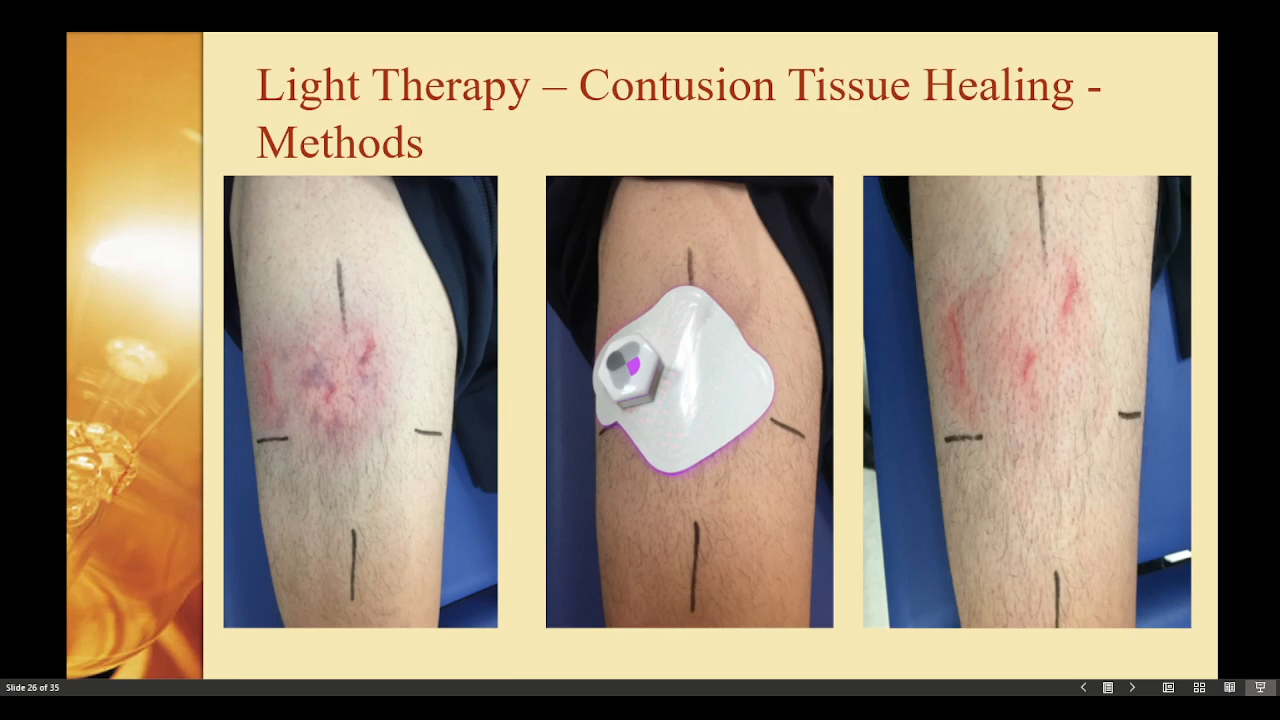 Light Therapy – Contusion Tissue Healing -
Methods
Slide 26 of 35